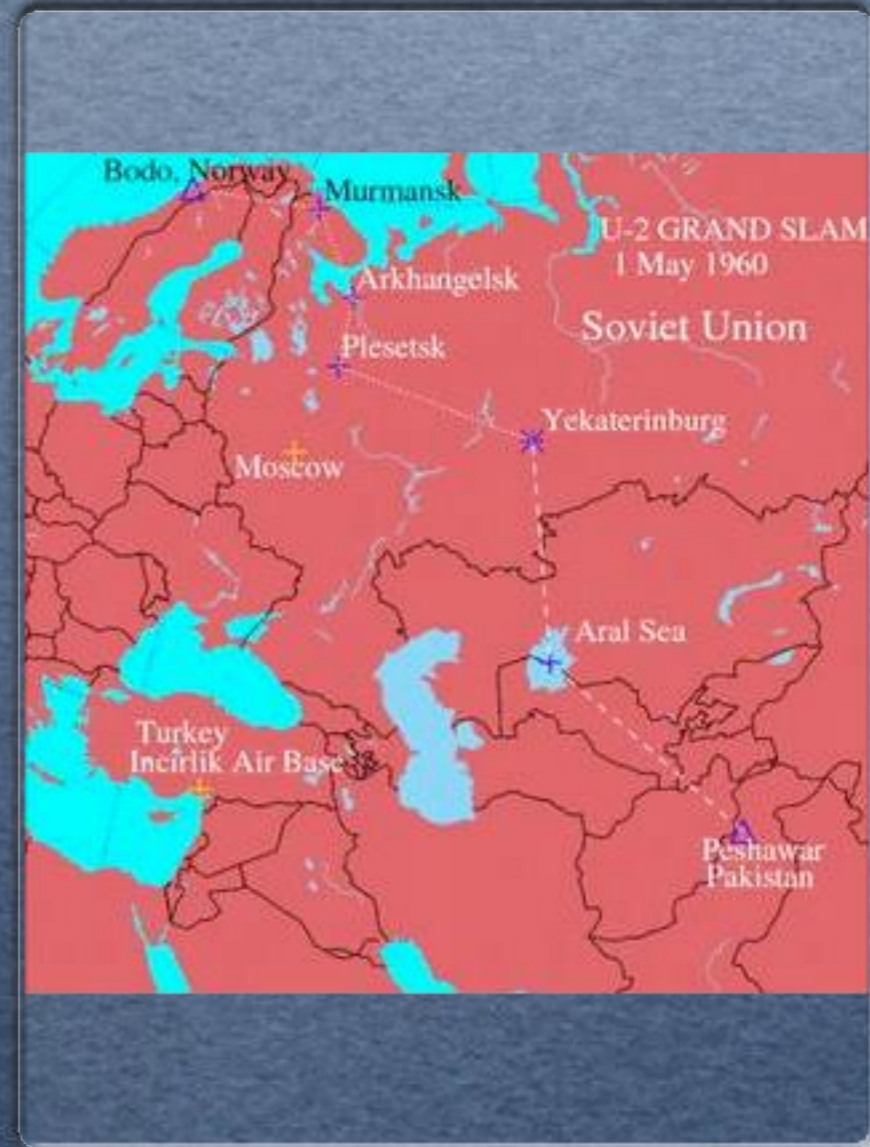 Bodo, Norway
Murmansk
U-2 GRAND SLAM
1 May 1960
Arkhangelsk
Soviet Union
Plesetsk
Yekaterinburg
Moscow
Aral Sea
Turkey
Incirlik Air Base
Peshawar
Pakistan